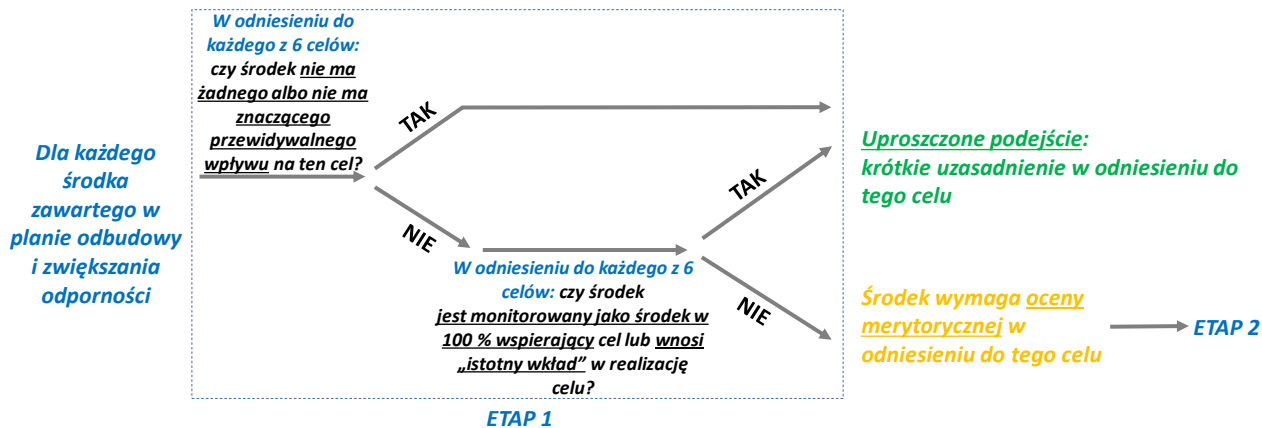 Dla każdego
środka
zawartego w
planie odbudowy
i zwiększania
odporności
W odniesieniu do
każdego z 6 celów:
czy środek nie ma
żadnego albo nie ma
znaczącego
przewidywalnego
wpływu na ten cel?
TAK
NIE
W odniesieniu do każdego z 6
celów: czy środek
jest monitorowany jako środek w
100 % wspierający cel lub wnosi
„istotny wkład” w realizację
celu?
TAK
NIE
ETAP 1
Uproszczone podejście:
krótkie uzasadnienie w odniesieniu do
tego celu
Środek wymaga oceny
merytorycznej w
odniesieniu do tego celu
ETAP 2